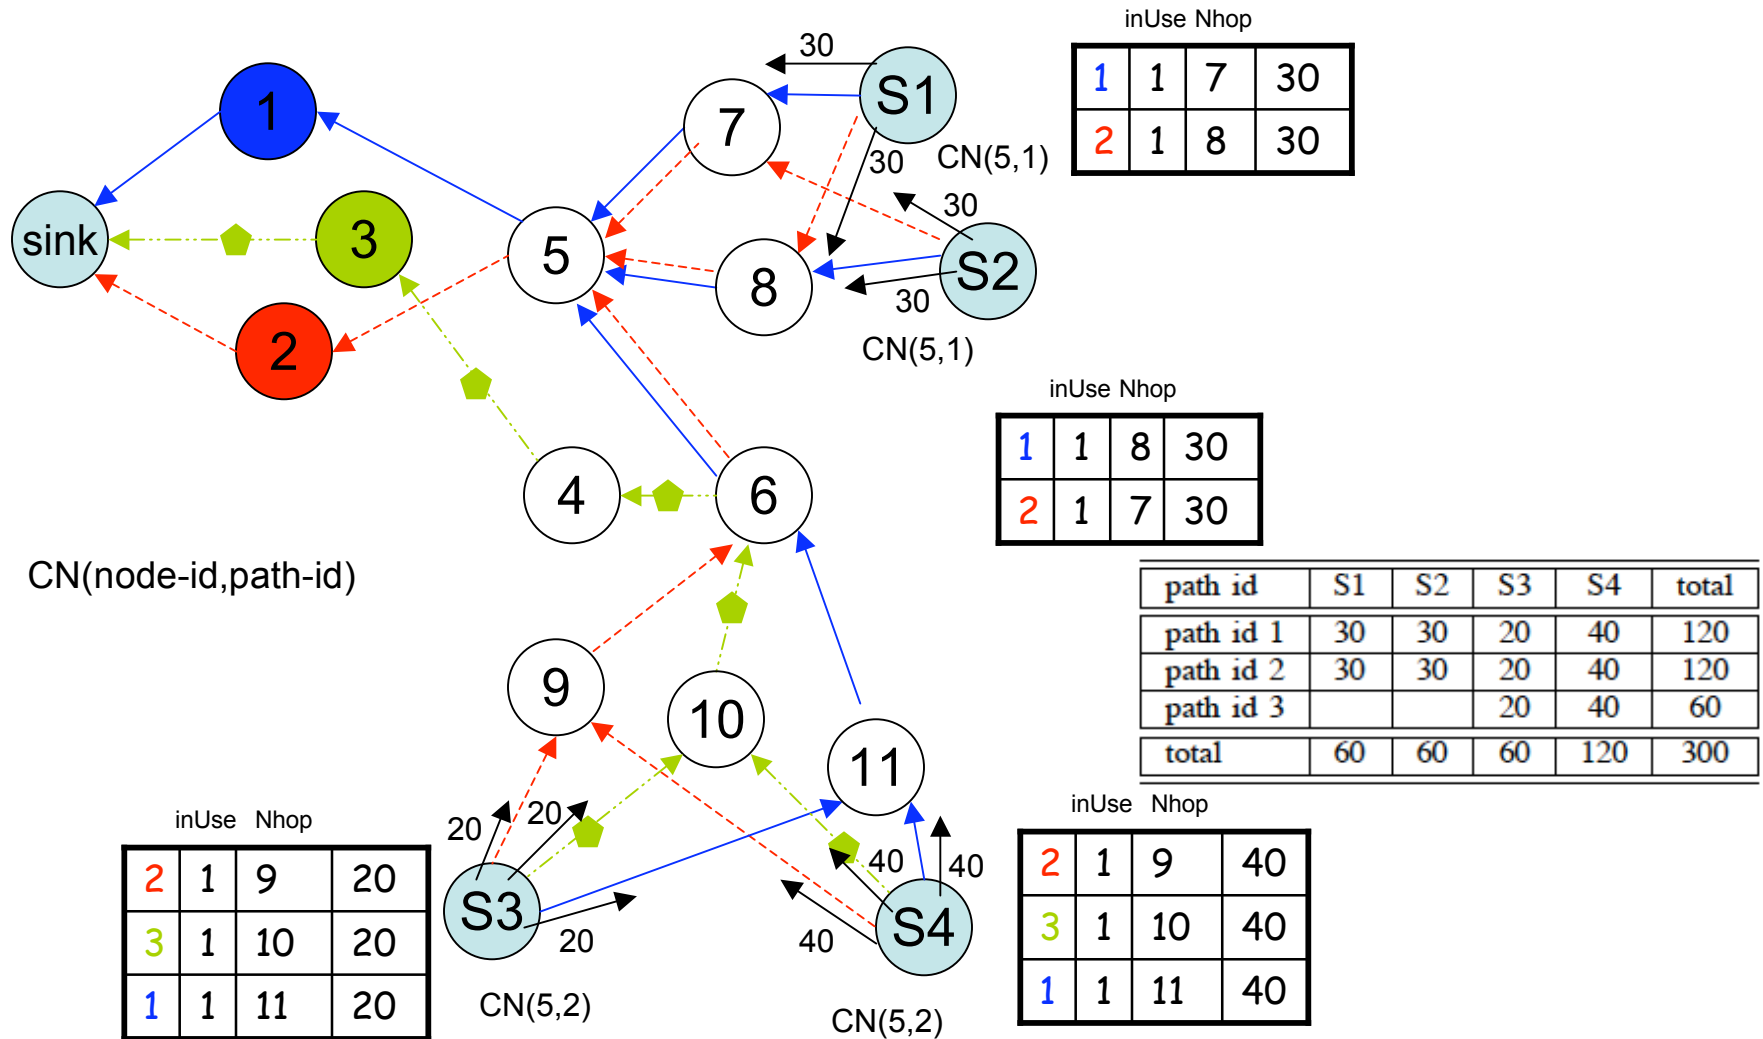 inUse Nhop
1 1 7 30
2 1 8 30
30
S1
1
7
30
CN(5,1)
30
sink
3
5
8
S2
30
2
CN(5,1)
inUse Nhop
1 1 8 30
2 1 7 30
4
6
CN(node-id,path-id)
path id S1 S2 S3 S4 total
path id 1 30 30 20 40 120
path id 2 30 30 20 40 120
path id 3 20 40 60
total 60 60 60 120 300
9
10
11
20
20
S3
20
CN(5,2)
40
40
S4
40
CN(5,2)
inUse Nhop
2 1 9 20
3 1 10 20
1 1 11 20
inUse Nhop
2 1 9 40
3 1 10 40
1 1 11 40